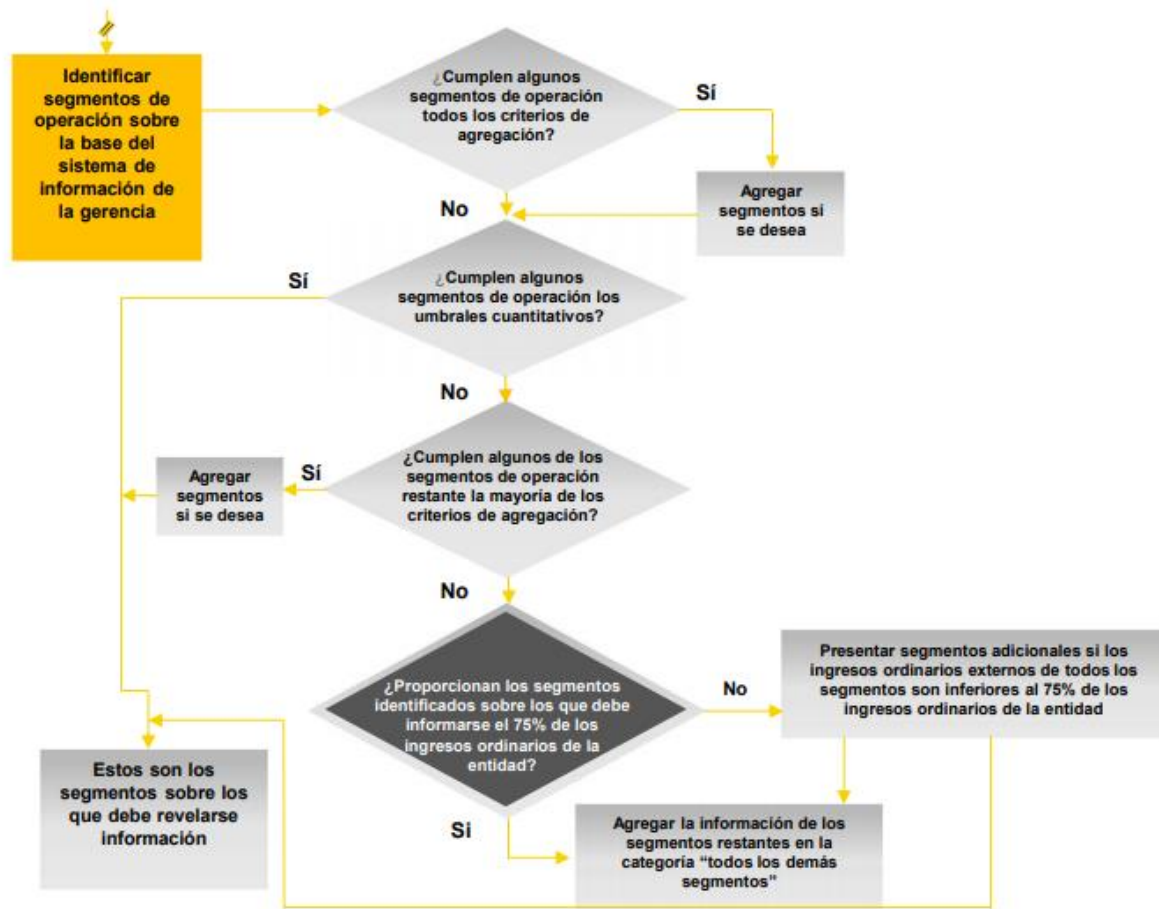 Identificar
segmentos de
operación sobre
la base del
sistema de
información de
la gerencia
¿Cumplen algunos
segmentos de operación
todos los criterios de
agregación?
Sí
Agregar
segmentos si
se desea
No
¿Cumplen algunos
segmentos de operación los
umbrales cuantitativos?
Sí
No
¿Cumplen algunos de los
segmentos de operación
restante la mayoría de los
criterios de agregación?
Sí
Agregar
segmentos
si se desea
No
¿Proporcionan los segmentos
identificados sobre los que debe
informarse el 75% de los
ingresos ordinarios de la
entidad?
No
Presentar segmentos adicionales si los
ingresos ordinarios externos de todos los
segmentos son inferiores al 75% de los
ingresos ordinarios de la entidad
Si
Agregar la información de los
segmentos restantes en la
categoría “todos los demás
segmentos”
Estos son los
segmentos sobre los
que debe revelarse
información